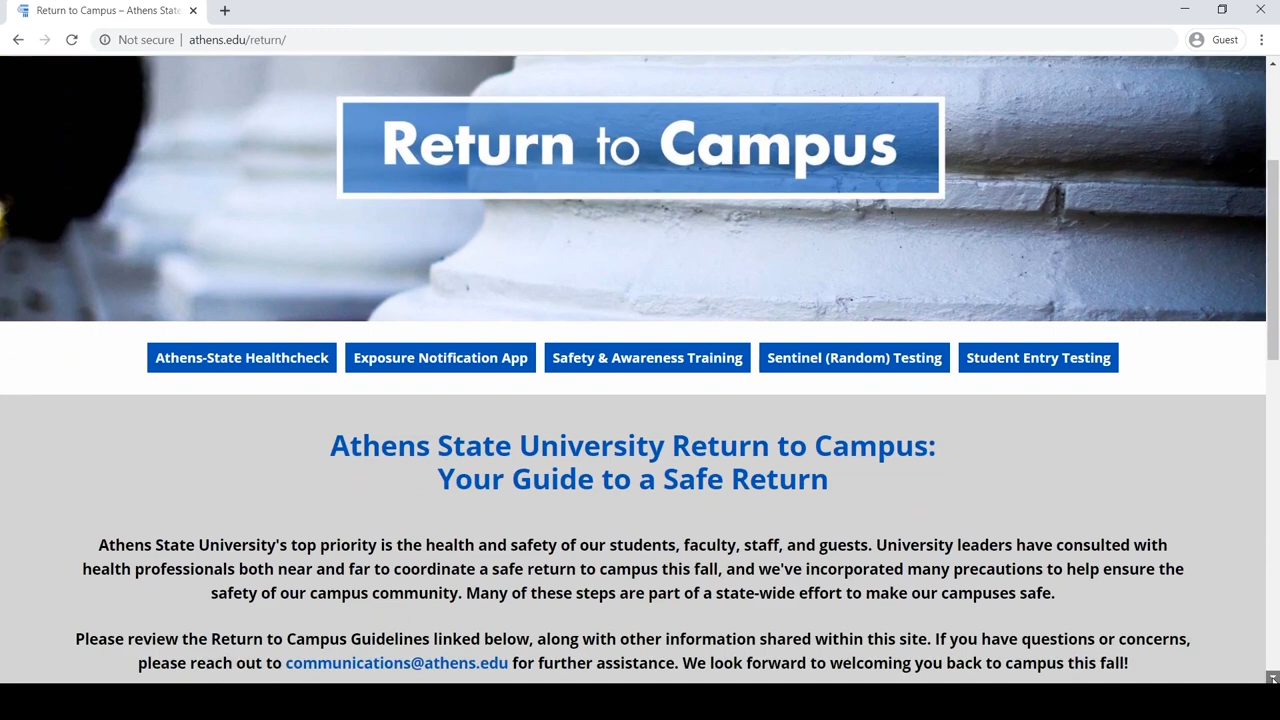 Return to Campus – Athens State
Not secure | athens.edu/return/
Guest
Return to Campus
Athens-State Healthcheck
Exposure Notification App
Safety & Awareness Training
Sentinel (Random) Testing
Student Entry Testing
Athens State University Return to Campus:
Your Guide to a Safe Return
Athens State University's top priority is the health and safety of our students, faculty, staff, and guests. University leaders have consulted with
health professionals both near and far to coordinate a safe return to campus this fall, and we've incorporated many precautions to help ensure the
safety of our campus community. Many of these steps are part of a state-wide effort to make our campuses safe.
Please review the Return to Campus Guidelines linked below, along with other information shared within this site. If you have questions or concerns,
please reach out to communications@athens.edu for further assistance. We look forward to welcoming you back to campus this fall!